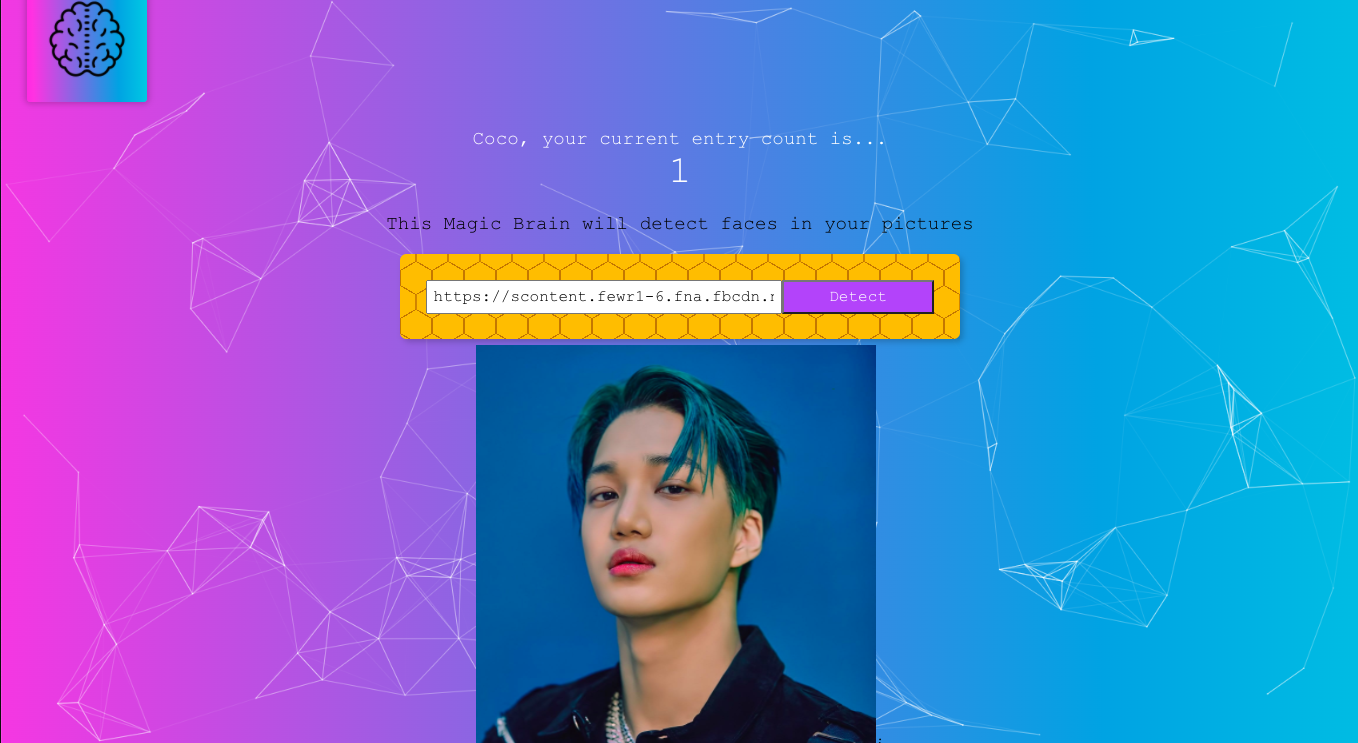 Coco, your current entry count is...
1
This Magic Brain will detect faces in your pictures
https://scontent.fewr1-6.fna.fbcdn.
Detect